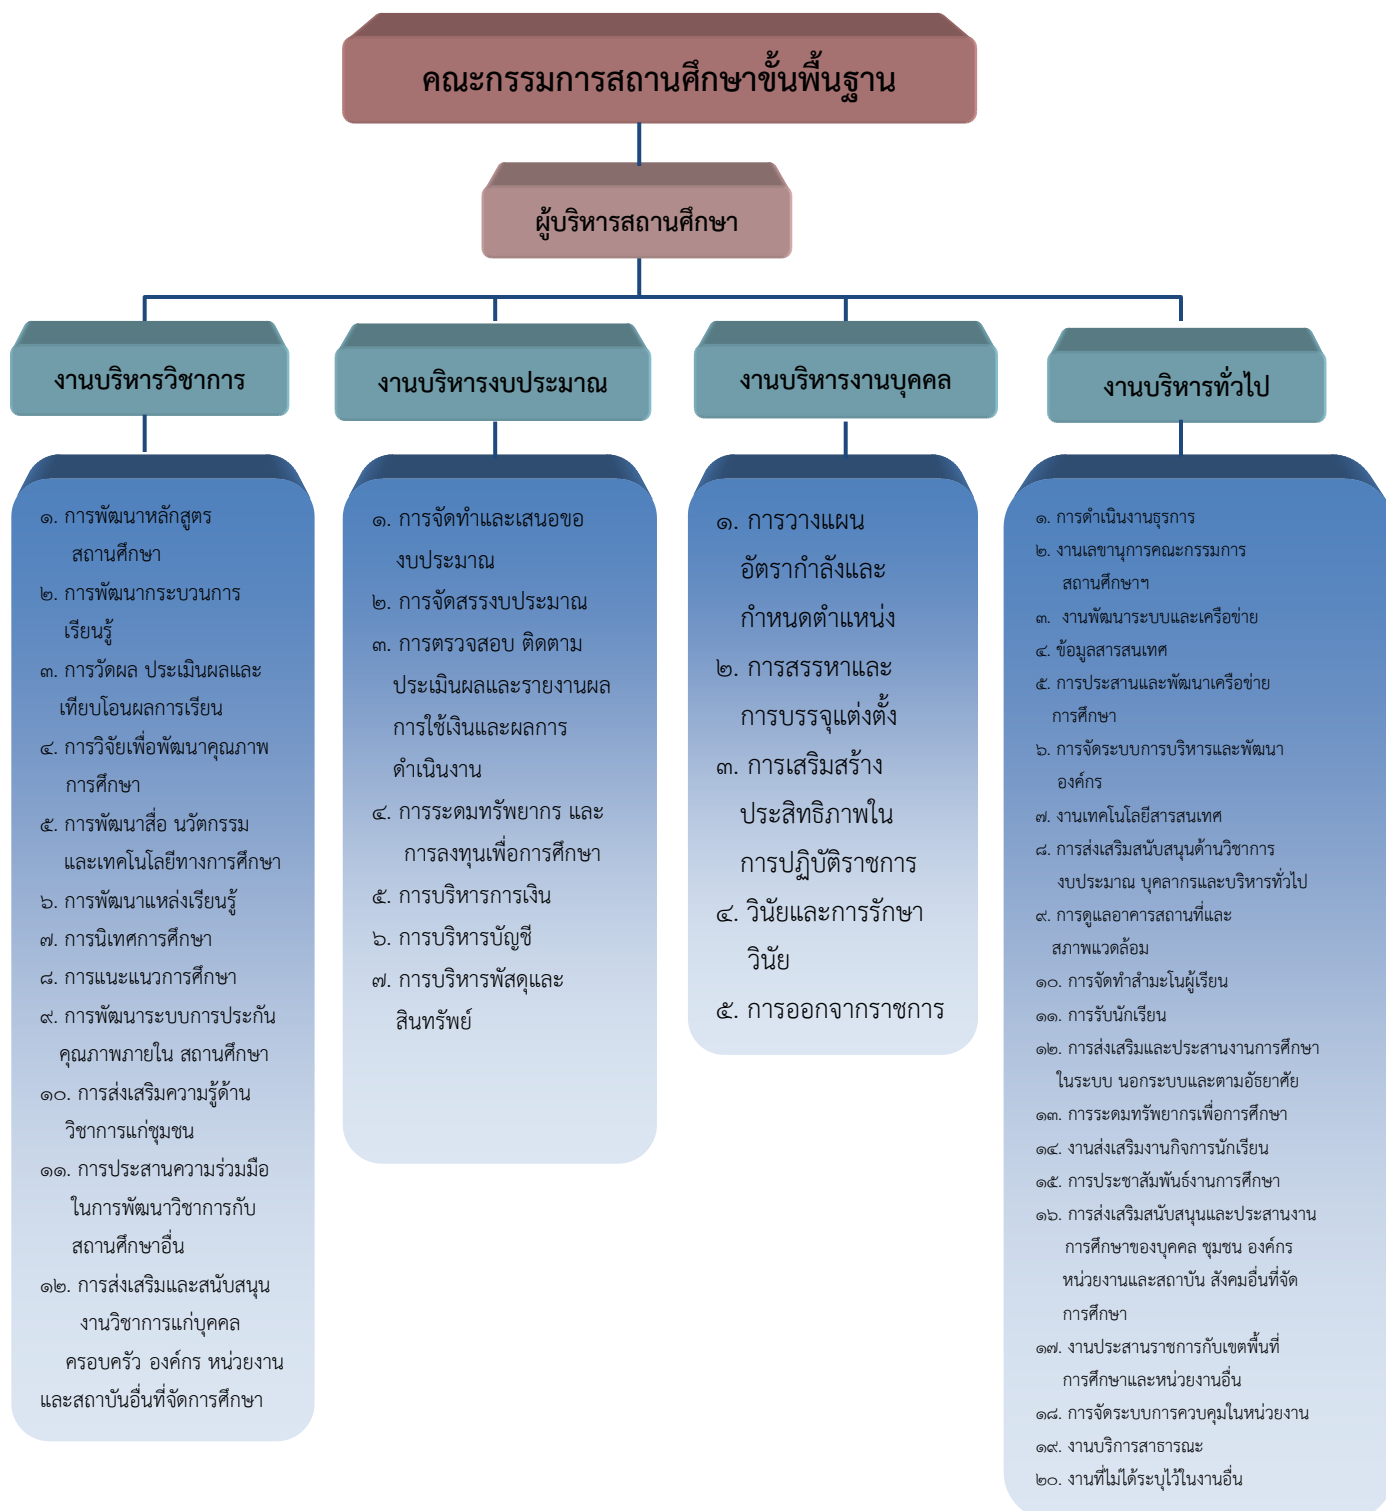 คณะกรรมการสถานศึกษาขั้นพื้นฐาน
ผู้บริหารสถานศึกษา
งานบริหารวิชาการ
๑. การพัฒนาหลักสูตร
สถานศึกษา
๒. การพัฒนากระบวนการ
เรียนรู้
๓. การวัดผล ประเมินผลและ
เทียบโอนผลการเรียน
๔. การวิจัยเพื่อพัฒนาคุณภาพ
การศึกษา
๕. การพัฒนาสื่อ นวัตกรรม
และเทคโนโลยีทางการศึกษา
๖. การพัฒนาแหล่งเรียนรู้
๗. การนิเทศการศึกษา
๘. การแนะแนวการศึกษา
๙. การพัฒนาระบบการประกัน
คุณภาพภายใน สถานศึกษา
๑๐. การส่งเสริมความรู้ด้าน
วิชาการแก่ชุมชน
๑๑. การประสานความร่วมมือ
ในการพัฒนาวิชาการกับ
สถานศึกษาอื่น
๑๒. การส่งเสริมและสนับสนุน
งานวิชาการแก่บุคคล
ครอบครัว องค์กร หน่วยงาน
และสถาบันอื่นที่จัดการศึกษา
งานบริหารงบประมาณ
๑. การจัดทำและเสนอขอ
งบประมาณ
๒. การจัดสรรงบประมาณ
๓. การตรวจสอบ ติดตาม
ประเมินผลและรายงานผล
การใช้เงินและผลการ
ดำเนินงาน
๔. การระดมทรัพยากร และ
การลงทุนเพื่อการศึกษา
๕. การบริหารการเงิน
๖. การบริหารบัญชี
๗. การบริหารพัสดุและ
สินทรัพย์
งานบริหารงานบุคคล
๑. การวางแผน
อัตรากำลังและ
กำหนดตำแหน่ง
๒. การสรรหาและ
การบรรจุแต่งตั้ง
๓. การเสริมสร้าง
ประสิทธิภาพใน
การปฏิบัติราชการ
๔. วินัยและการรักษา
วินัย
๕. การออกจากราชการ
งานบริหารทั่วไป
๑. การดำเนินงานธุรการ
๒. งานเลขานุการคณะกรรมการ
สถานศึกษาฯ
๓. งานพัฒนาระบบและเครือข่าย
๔. ข้อมูลสารสนเทศ
๕. การประสานและพัฒนาเครือข่าย
การศึกษา
๖. การจัดระบบการบริหารและพัฒนา
องค์กร
๗. งานเทคโนโลยีสารสนเทศ
๘. การส่งเสริมสนับสนุนด้านวิชาการ
งบประมาณ บุคลากรและบริหารทั่วไป
๙. การดูแลอาคารสถานที่และ
สภาพแวดล้อม
๑๐. การจัดทำสำมะโนผู้เรียน
๑๑. การรับนักเรียน
๑๒. การส่งเสริมและประสานงานการศึกษา
ในระบบ นอกระบบและตามอัธยาศัย
๑๓. การระดมทรัพยากรเพื่อการศึกษา
๑๔. งานส่งเสริมงานกิจการนักเรียน
๑๕. การประชาสัมพันธ์งานการศึกษา
๑๖. การส่งเสริมสนับสนุนและประสานงาน
การศึกษาของบุคคล ชุมชน องค์กร
หน่วยงานและสถาบัน สังคมอื่นที่จัด
การศึกษา
๑๗. งานประสานราชการกับเขตพื้นที่
การศึกษาและหน่วยงานอื่น
๑๘. การจัดระบบการควบคุมในหน่วยงาน
๑๙. งานบริการสาธารณะ
๒๐. งานที่ไม่ได้ระบุไว้ในงานอื่น